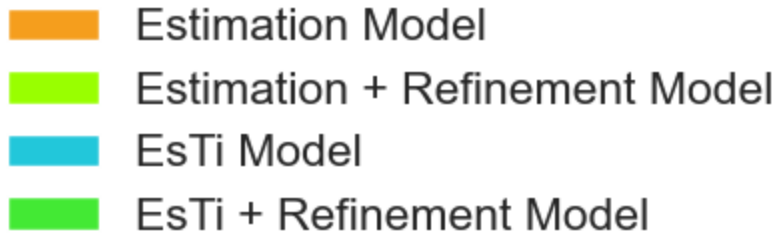 Estimation Model
Estimation + Refinement Model
EsTi Model
EsTi + Refinement Model